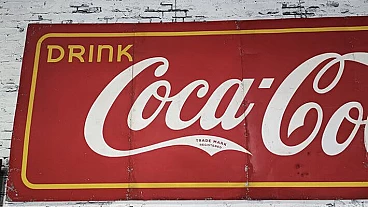 DRINK
Coca-Co
TRADE MARK
REGISTERED